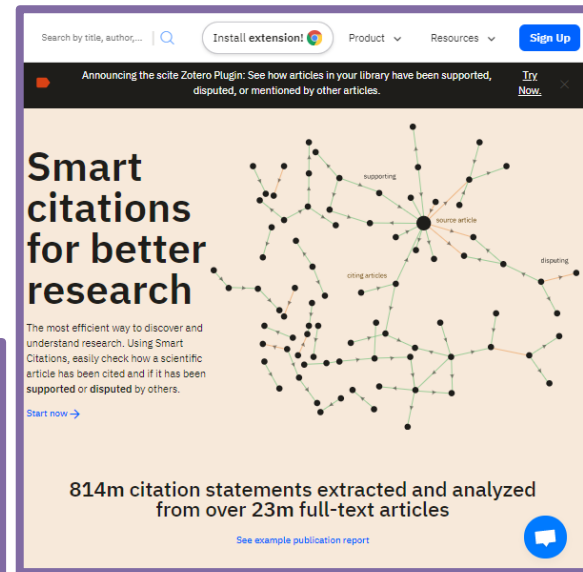 Search by title, author,... Install extension! Product Resources Sign Up
Announcing the scite Zotero Plugin: See how articles in your library have been supported, Try
disputed, or mentioned by other articles. Now.
Smart
citations
for better
research
supporting
source article
disputing
citing articles
The most efficient way to discover and
understand research. Using Smart
Citations, easily check how a scientific
article has been cited and if it has been
supported or disputed by others.
Start now →
814m citation statements extracted and analyzed
from over 23m full-text articles
See example publication report